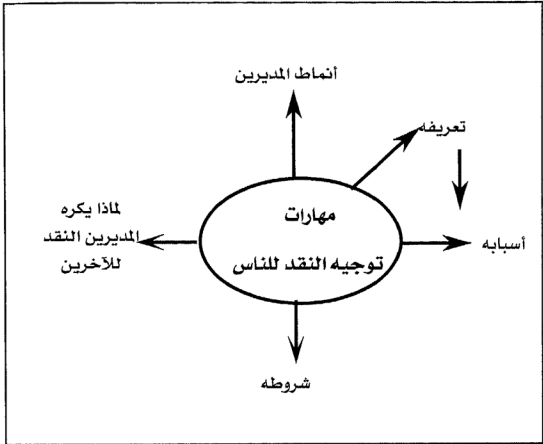 أنماط المديرين
تعريفه
مهارات
توجيه النقد للناس
أسبابه
لماذا يكره
المديرين النقد
للآخرين
شروطه